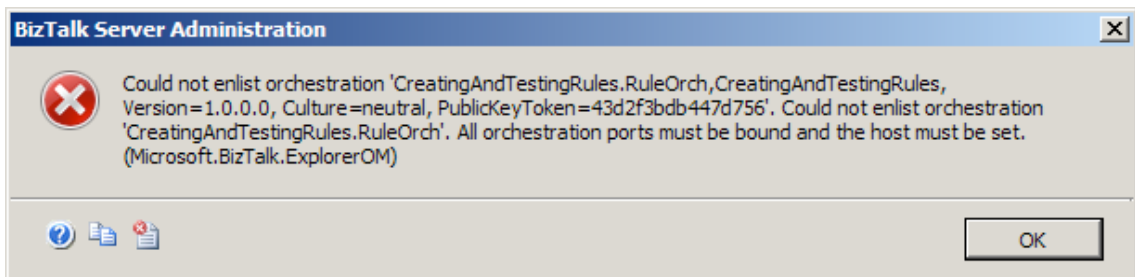 BizTalk Server Administration
Could not enlist orchestration 'CreatingAndTestingRules.RuleOrch,CreatingAndTestingRules,
Version=1.0.0.0, Culture=neutral, PublicKeyToken=43d2f3bdb447d756'. Could not enlist orchestration
'CreatingAndTestingRules.RuleOrch'. All orchestration ports must be bound and the host must be set.
(Microsoft.BizTalk.ExplorerOM)
OK